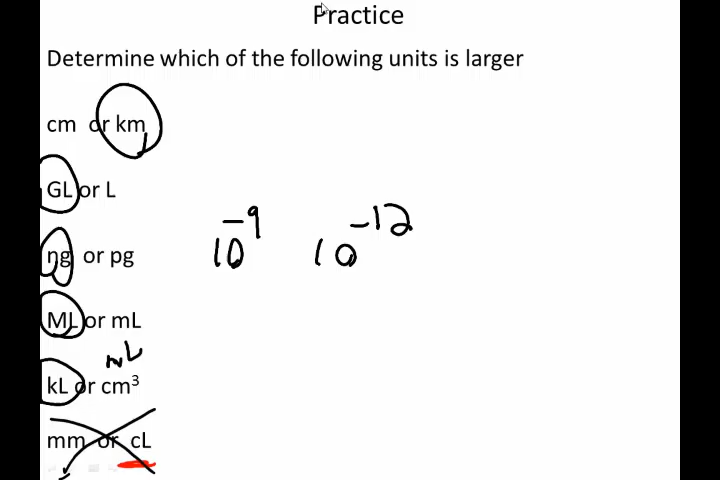 Practice
Determine which of the following units is larger
cm or km
GL or L
10⁻⁹ 10⁻¹²
ng or pg
ML or mL
mL
kL or cm³
mm or cL